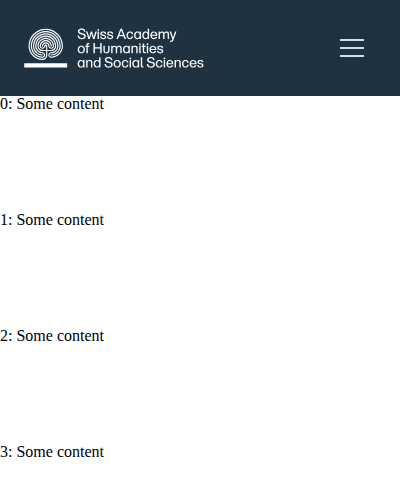 Swiss Academy
of Humanities
and Social Sciences
0: Some content
1: Some content
2: Some content
3: Some content